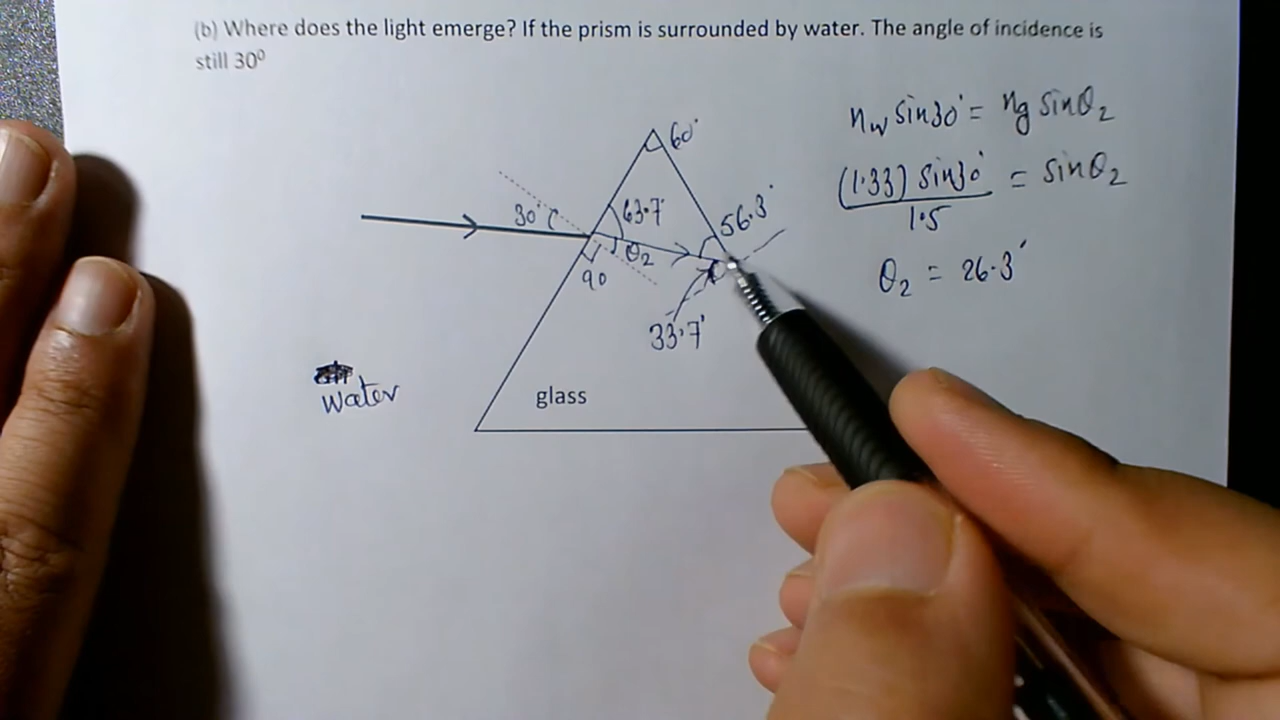 (b) Where does the light emerge? If the prism is surrounded by water. The angle of incidence is
still 30⁰
n_w sin30° = n_g sinθ₂
(1.33) sin30° = sinθ₂
1.5
θ₂ = 26.3°
60°
30°
63.7°
56.3°
θ₂
90
33.7°
Water
glass